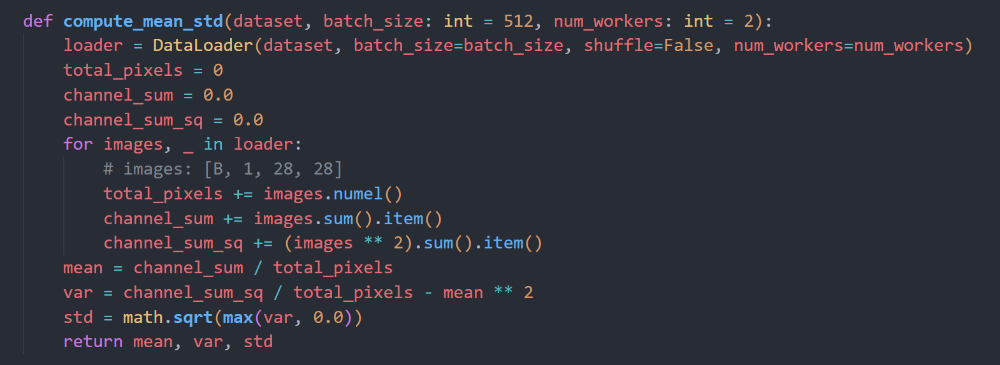 def compute_mean_std(dataset, batch_size: int = 512, num_workers: int = 2):
    loader = DataLoader(dataset, batch_size=batch_size, shuffle=False, num_workers=num_workers)
    total_pixels = 0
    channel_sum = 0.0
    channel_sum_sq = 0.0
    for images, _ in loader:
        # images: [B, 1, 28, 28]
        total_pixels += images.numel()
        channel_sum += images.sum().item()
        channel_sum_sq += (images ** 2).sum().item()
    mean = channel_sum / total_pixels
    var = channel_sum_sq / total_pixels - mean ** 2
    std = math.sqrt(max(var, 0.0))
    return mean, var, std